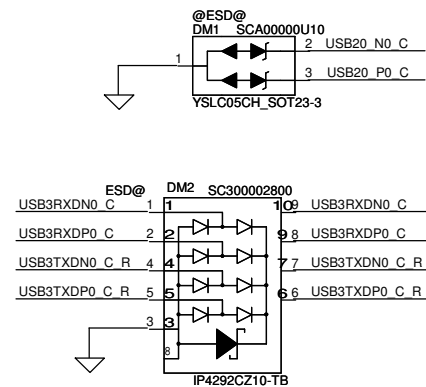 @ESD@
DM1 SCA00000U10
1 2 USB20_N0_C
3 USB20_P0_C
YSLC05CH_SOT23-3
ESD@ DM2 SC300002800
USB3RXDN0_C 1 1 10 9 USB3RXDN0_C
USB3RXDP0_C 2 2 9 8 USB3RXDP0_C
USB3TXDN0_C_R 4 4 7 7 USB3TXDN0_C_R
USB3TXDP0_C_R 5 5 6 6 USB3TXDP0_C_R
3 3
8
IP4292CZ10-TB